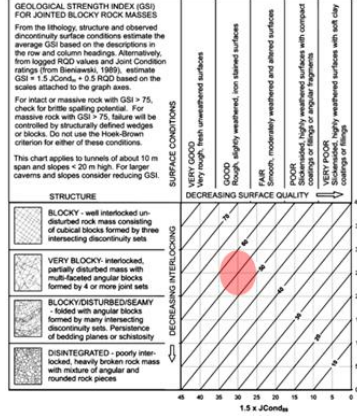 GEOLOGICAL STRENGTH INDEX (GSI)
FOR JOINTED BLOCKY ROCK MASSES
From the lithology, structure and observed
discontinuity surface conditions estimate the
average GSI based on the descriptions in
the row and column headings. Alternatively,
from logged RQD values and Joint Condition
ratings (from Bieniawski, 1989), estimate
GSI = 1.5 JCond89 + 0.5 RQD based on the
scales attached to the graph axes.
For intact or massive rock with GSI > 75,
check for brittle spalling potential. For
massive rock with GSI > 75, failure will be
controlled by structurally defined wedges
or blocks. Do not use the Hoek-Brown
criterion for either of these conditions.
This chart applies to tunnels of about 10 m
span and slopes < 20 m high. For larger
caverns and slopes consider reducing GSI.
SURFACE CONDITIONS
VERY GOOD
Very rough, fresh unweathered surfaces
GOOD
Rough, slightly weathered, iron stained surfaces
FAIR
Smooth, moderately weathered and altered surfaces
POOR
Slickensided, highly weathered surfaces with compact
coatings or fillings or angular fragments
VERY POOR
Slickensided, highly weathered surfaces with soft clay
coatings or fillings
STRUCTURE
DECREASING SURFACE QUALITY
BLOCKY - well interlocked un-
disturbed rock mass consisting
of cubical blocks formed by three
intersecting discontinuity sets
VERY BLOCKY- interlocked,
partially disturbed mass with
multi-faceted angular blocks
formed by 4 or more joint sets
BLOCKY/DISTURBED/SEAMY
- folded with angular blocks
formed by many intersecting
discontinuity sets. Persistence
of bedding planes or schistosity
DISINTEGRATED - poorly inter-
locked, heavily broken rock mass
with mixture of angular and
rounded rock pieces
DECREASING INTERLOCKING
70
60
50
40
30
20
10
45 40 35 30 25 20 15 10 5 0
1.5 x JCond89